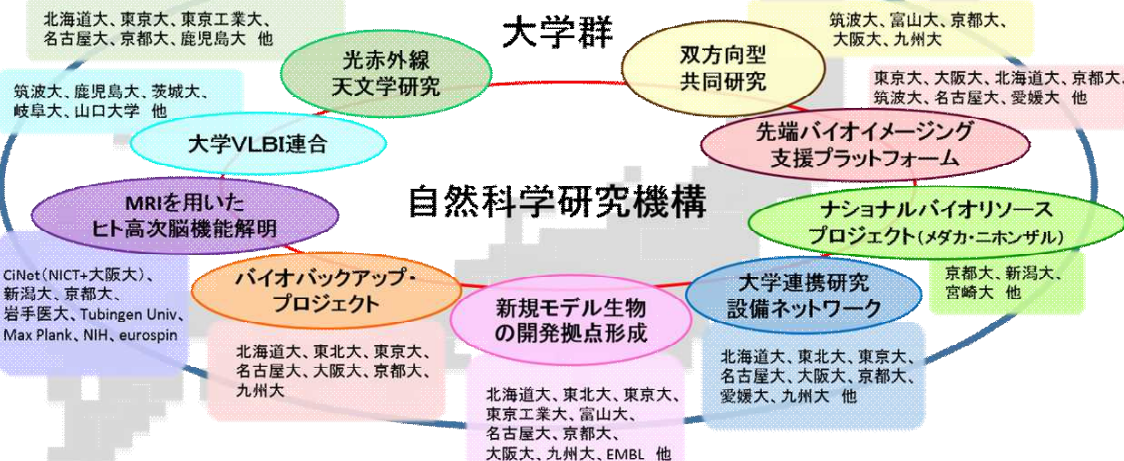 大学群
北海道大、東京大、東京工業大、
名古屋大、京都大、鹿児島大 他
光赤外線
天文学研究
双方向型
共同研究
筑波大、富山大、京都大、
大阪大、九州大
筑波大、鹿児島大、茨城大、
岐阜大、山口大学 他
大学VLBI連合
東京大、大阪大、北海道大、京都大、
筑波大、名古屋大、愛媛大 他
先端バイオイメージング
支援プラットフォーム
自然科学研究機構
MRIを用いた
ヒト高次脳機能解明
CiNet(NICT+大阪大)、
新潟大、京都大、
岩手医大、Tubingen Univ、
Max Plank、NIH、eurospin
ナショナルバイオリソース
プロジェクト(メダカ・ニホンザル)
京都大、新潟大、
宮崎大 他
バイオバックアップ・
プロジェクト
北海道大、東北大、東京大、
名古屋大、大阪大、京都大、
九州大
新規モデル生物
の開発拠点形成
北海道大、東北大、東京大、
東京工業大、富山大、
名古屋大、京都大、
大阪大、九州大、EMBL 他
大学連携研究
設備ネットワーク
北海道大、東北大、東京大、
名古屋大、大阪大、京都大、
愛媛大、九州大 他